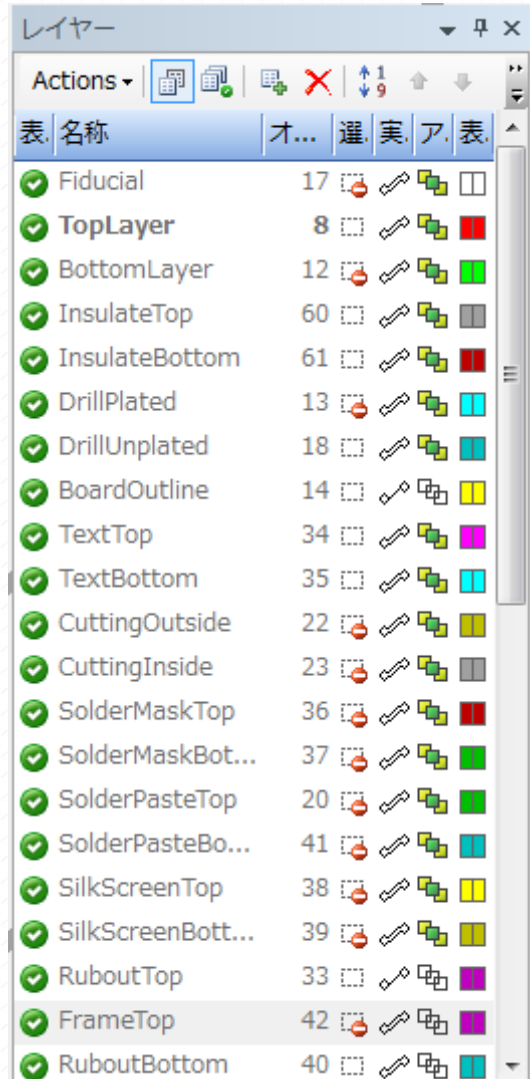 レイヤー
Actions 1 9
表. 名称 オ... 選. 実. ア. 表.
Fiducial 17
TopLayer 8
BottomLayer 12
InsulateTop 60
InsulateBottom 61
DrillPlated 13
DrillUnplated 18
BoardOutline 14
TextTop 34
TextBottom 35
CuttingOutside 22
CuttingInside 23
SolderMaskTop 36
SolderMaskBot... 37
SolderPasteTop 20
SolderPasteBo... 41
SilkScreenTop 38
SilkScreenBott... 39
RuboutTop 33
FrameTop 42
RuboutBottom 40